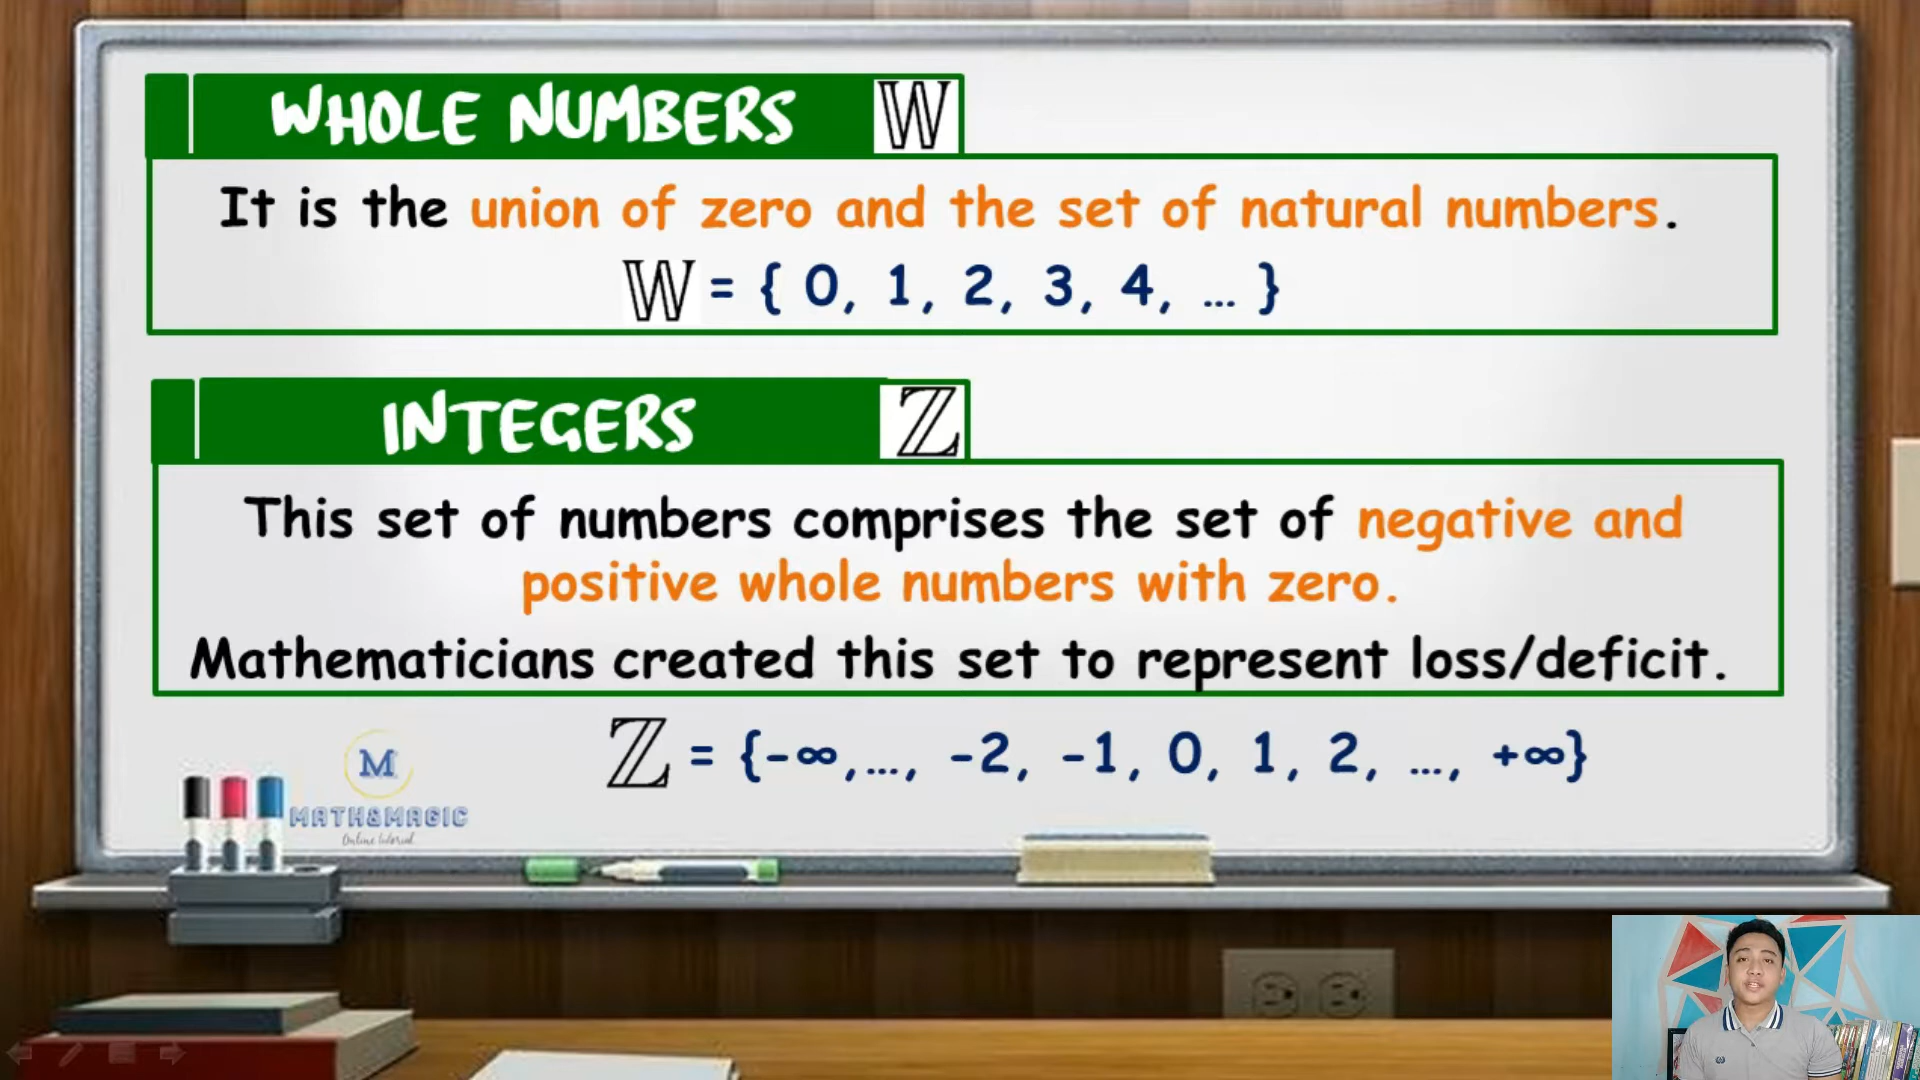 WHOLE NUMBERS 𝕎
It is the union of zero and the set of natural numbers.
𝕎 = { 0, 1, 2, 3, 4, … }
INTEGERS ℤ
This set of numbers comprises the set of negative and
positive whole numbers with zero.
Mathematicians created this set to represent loss/deficit.
ℤ = {-∞,…, -2, -1, 0, 1, 2, …, +∞}
M
MATH&MAGIC
Online tutorial